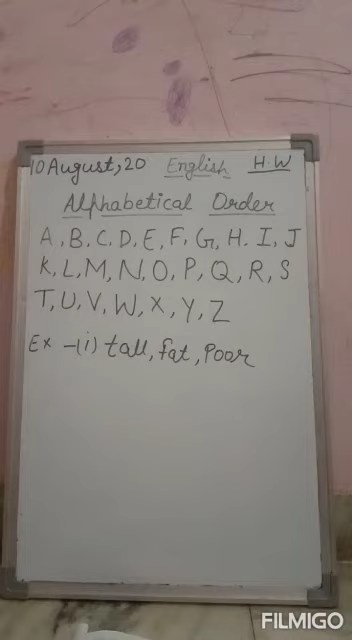 10 August, 20 English H.W
Alphabetical Order
A, B, C, D, E, F, G, H. I, J
K, L, M, N, O, P, Q, R, S
T, U, V, W, X, Y, Z
Ex -(i) tall, fat, Poor
FILMIGO